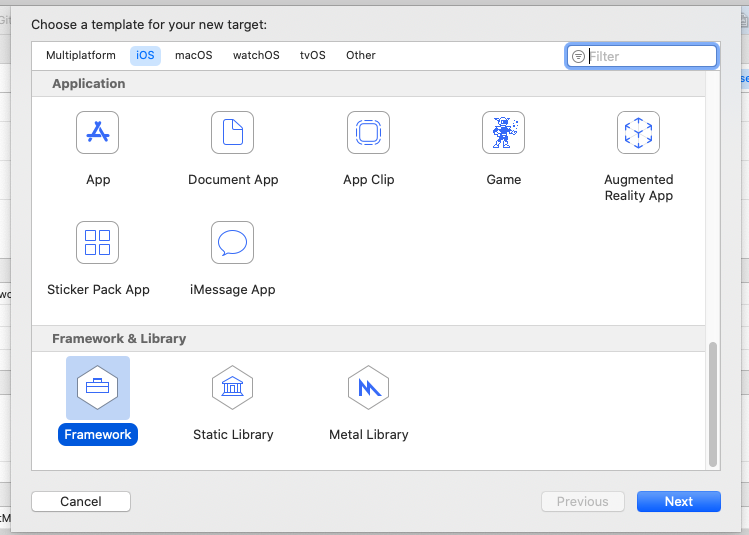 Choose a template for your new target:
Multiplatform iOS macOS watchOS tvOS Other Filter
Application
App Document App App Clip Game Augmented Reality App
Sticker Pack App iMessage App
Framework & Library
Framework Static Library Metal Library
Cancel Previous Next